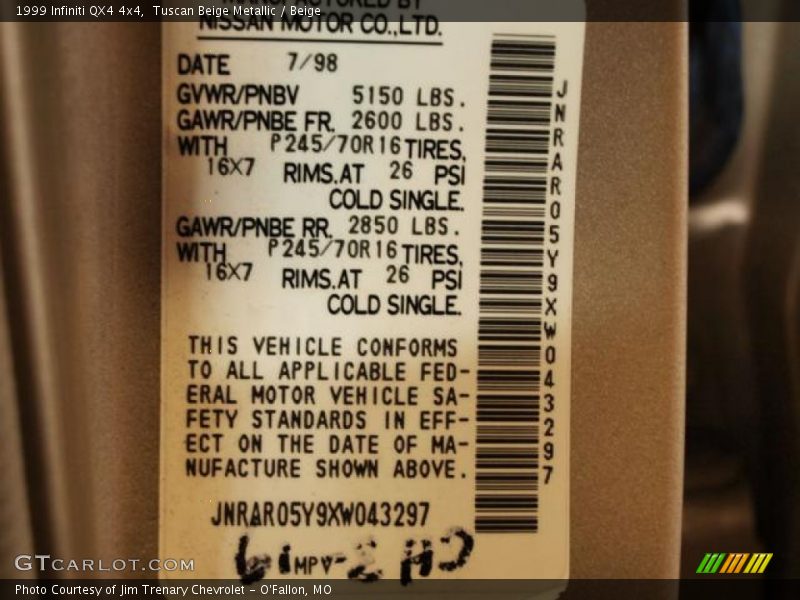 1999 Infiniti QX4 4x4,  Tuscan Beige Metallic / Beige
NISSAN MOTOR CO.,LTD.
DATE 7/98
GVWR/PNBV 5150 LBS.
GAWR/PNBE FR. 2600 LBS.
WITH P245/70R16 TIRES,
16X7 RIMS.AT 26 PSI
COLD SINGLE.
GAWR/PNBE RR. 2850 LBS.
WITH P245/70R16 TIRES,
16X7 RIMS.AT 26 PSI
COLD SINGLE.
THIS VEHICLE CONFORMS
TO ALL APPLICABLE FED-
ERAL MOTOR VEHICLE SA-
FETY STANDARDS IN EFF-
ECT ON THE DATE OF MA-
NUFACTURE SHOWN ABOVE.
JNRAR05Y9XW043297
MPV
JNRAR05Y9XW043297
GTCARLOT.COM
Photo Courtesy of Jim Trenary Chevrolet - O'Fallon, MO